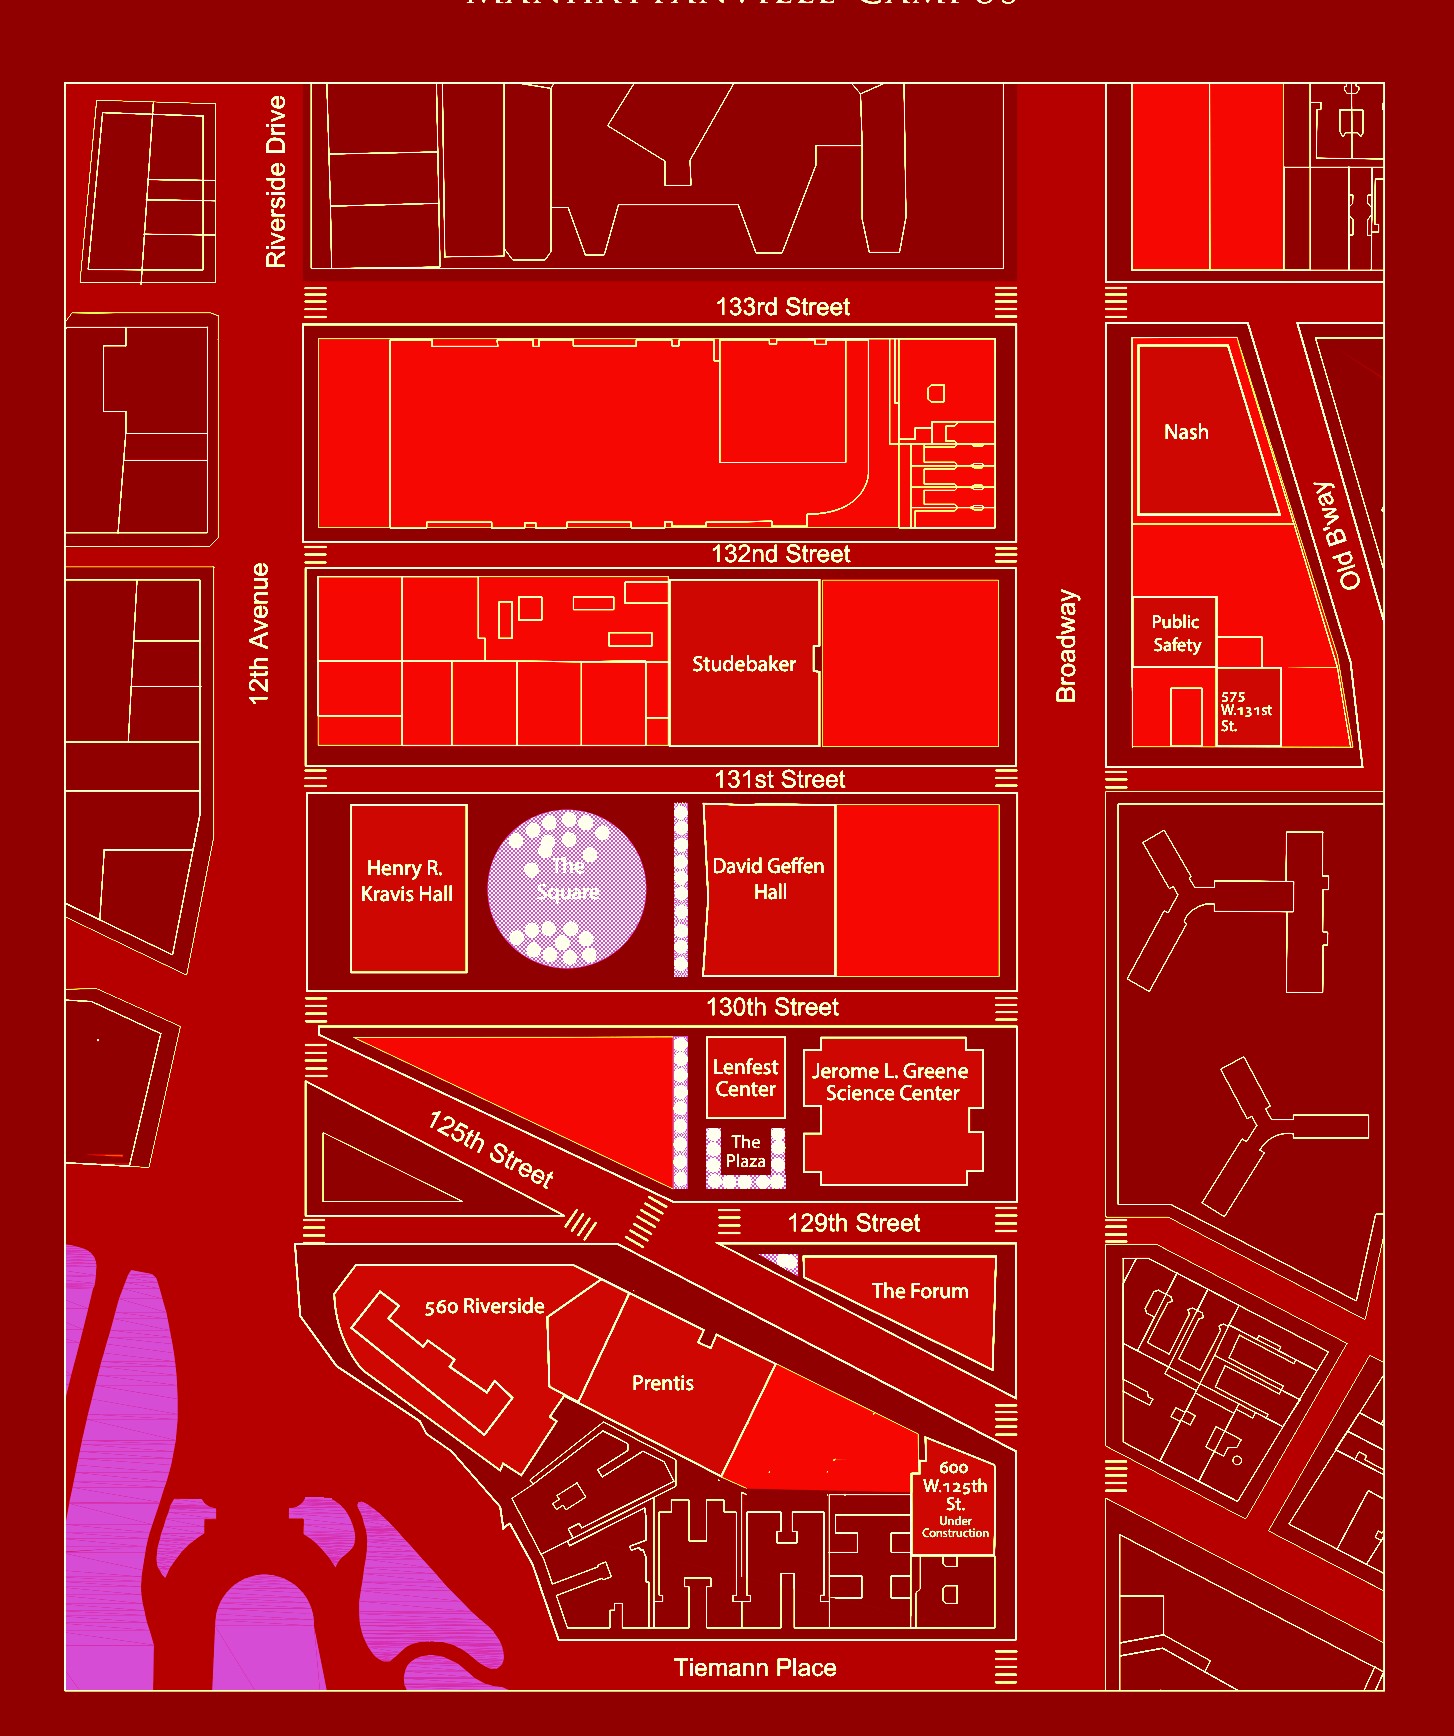 MANHATTANVILLE CAMPUS
Riverside Drive
133rd Street
Nash
Old B'way
132nd Street
12th Avenue
Studebaker
Broadway
Public
Safety
575
W.131st
St.
131st Street
Henry R.
Kravis Hall
The
Square
David Geffen
Hall
130th Street
Lenfest
Center
Jerome L. Greene
Science Center
125th Street
The
Plaza
129th Street
560 Riverside
The Forum
Prentis
600
W.125th
St.
Under
Construction
Tiemann Place